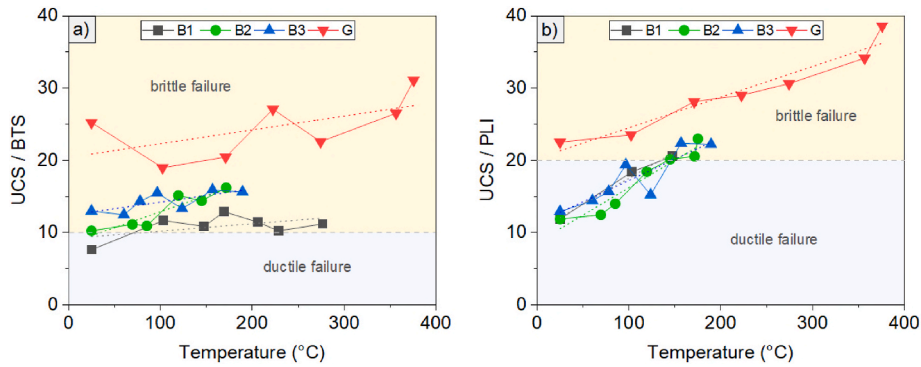 a)
B1 B2 B3 G
40
30
20
10
0
UCS / BTS
brittle failure
ductile failure
0 100 200 300 400
Temperature (°C)
b)
B1 B2 B3 G
40
30
20
10
0
UCS / PLI
brittle failure
ductile failure
0 100 200 300 400
Temperature (°C)